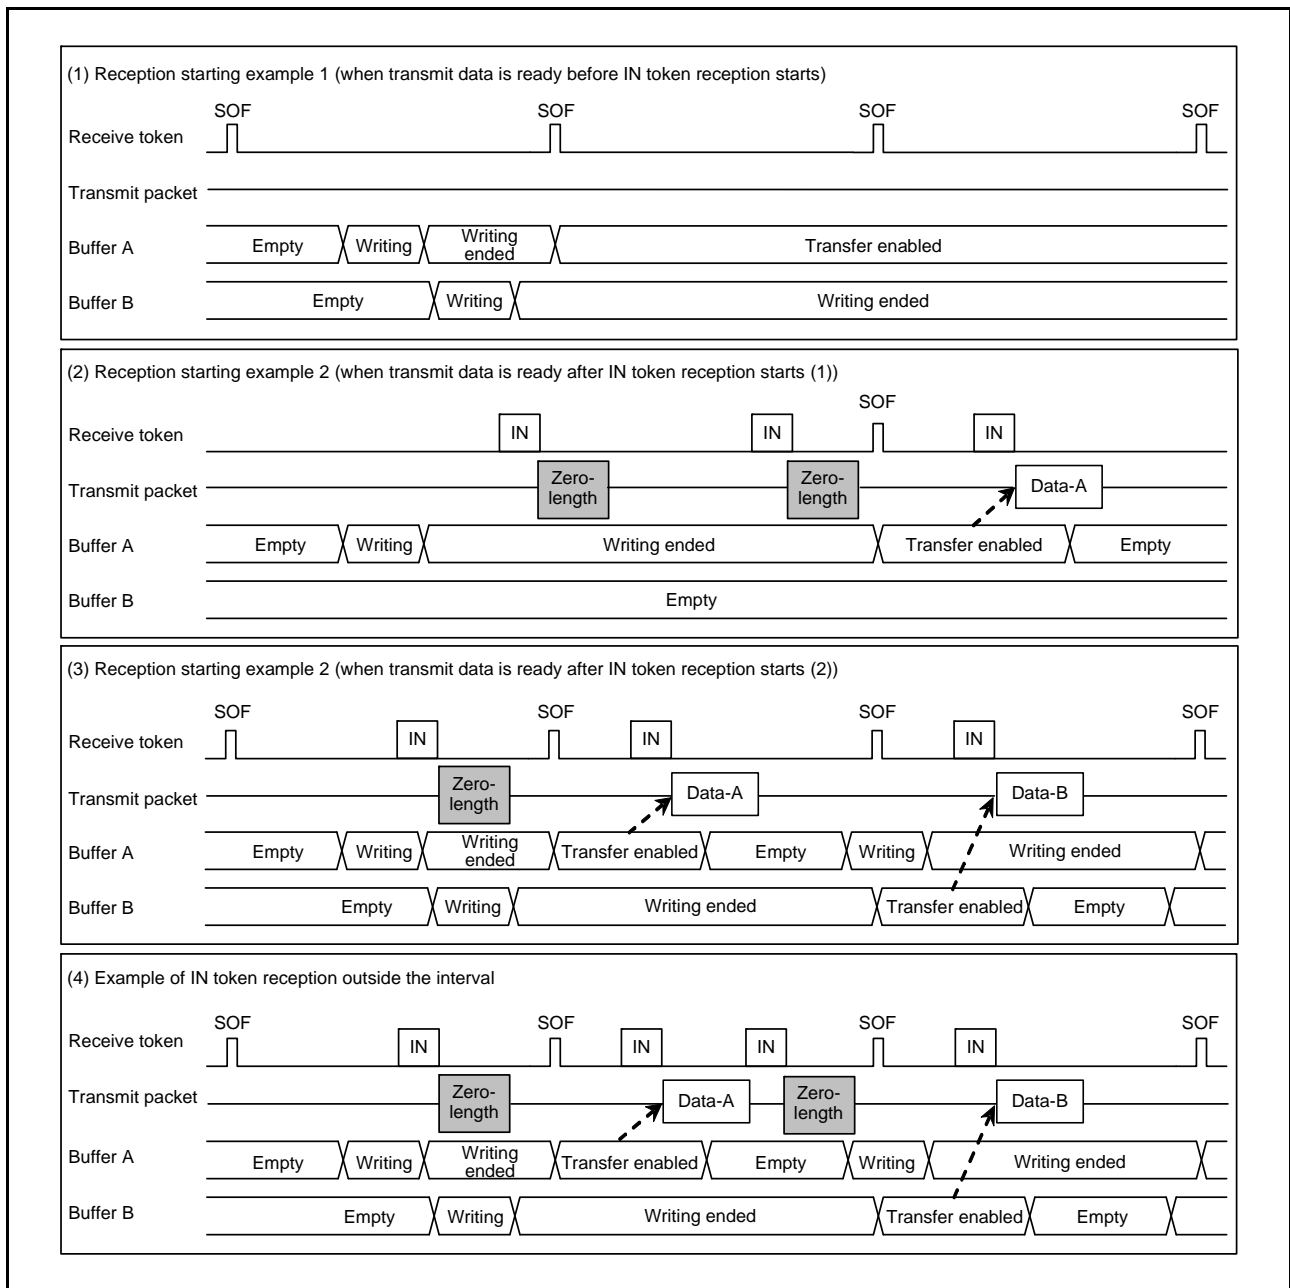 (1) Reception starting example 1 (when transmit data is ready before IN token reception starts)
SOF SOF SOF SOF
Receive token
Transmit packet
Buffer A Empty Writing Writing ended Transfer enabled
Buffer B Empty Writing Writing ended
(2) Reception starting example 2 (when transmit data is ready after IN token reception starts (1))
SOF
Receive token IN IN IN
Transmit packet Zero-length Zero-length Data-A
Buffer A Empty Writing Writing ended Transfer enabled Empty
Buffer B Empty
(3) Reception starting example 2 (when transmit data is ready after IN token reception starts (2))
SOF SOF SOF SOF
Receive token IN IN IN
Transmit packet Zero-length Data-A Data-B
Buffer A Empty Writing Writing ended Transfer enabled Empty Writing Writing ended
Buffer B Empty Writing Writing ended Transfer enabled Empty
(4) Example of IN token reception outside the interval
SOF SOF SOF SOF
Receive token IN IN IN IN
Transmit packet Zero-length Data-A Zero-length Data-B
Buffer A Empty Writing Writing ended Transfer enabled Empty Writing Writing ended
Buffer B Empty Writing Writing ended Transfer enabled Empty